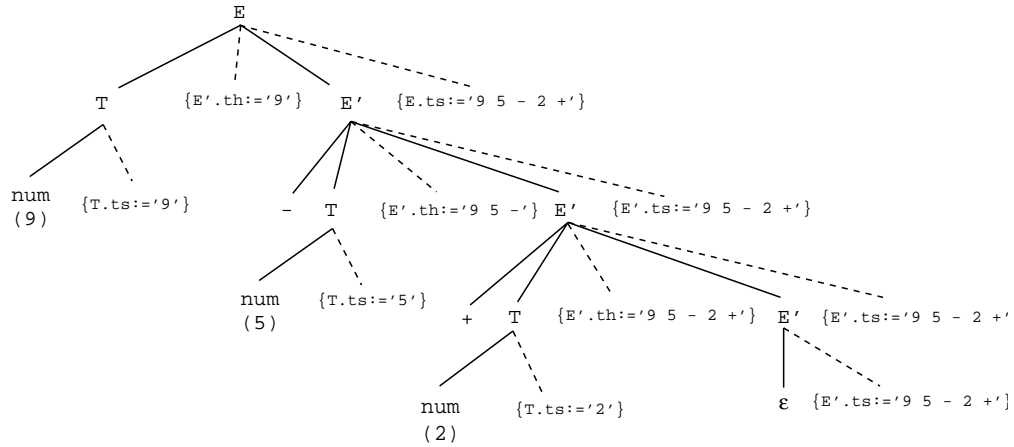 E
T {E'.th:='9'} E' {E.ts:='9 5 - 2 +'}
num {T.ts:='9'} - T {E'.th:='9 5 -'} E' {E'.ts:='9 5 - 2 +'}
(9)
num {T.ts:='5'} + T {E'.th:='9 5 - 2 +'} E' {E'.ts:='9 5 - 2 +'
(5)
num {T.ts:='2'} ε {E'.ts:='9 5 - 2 +'}
(2)